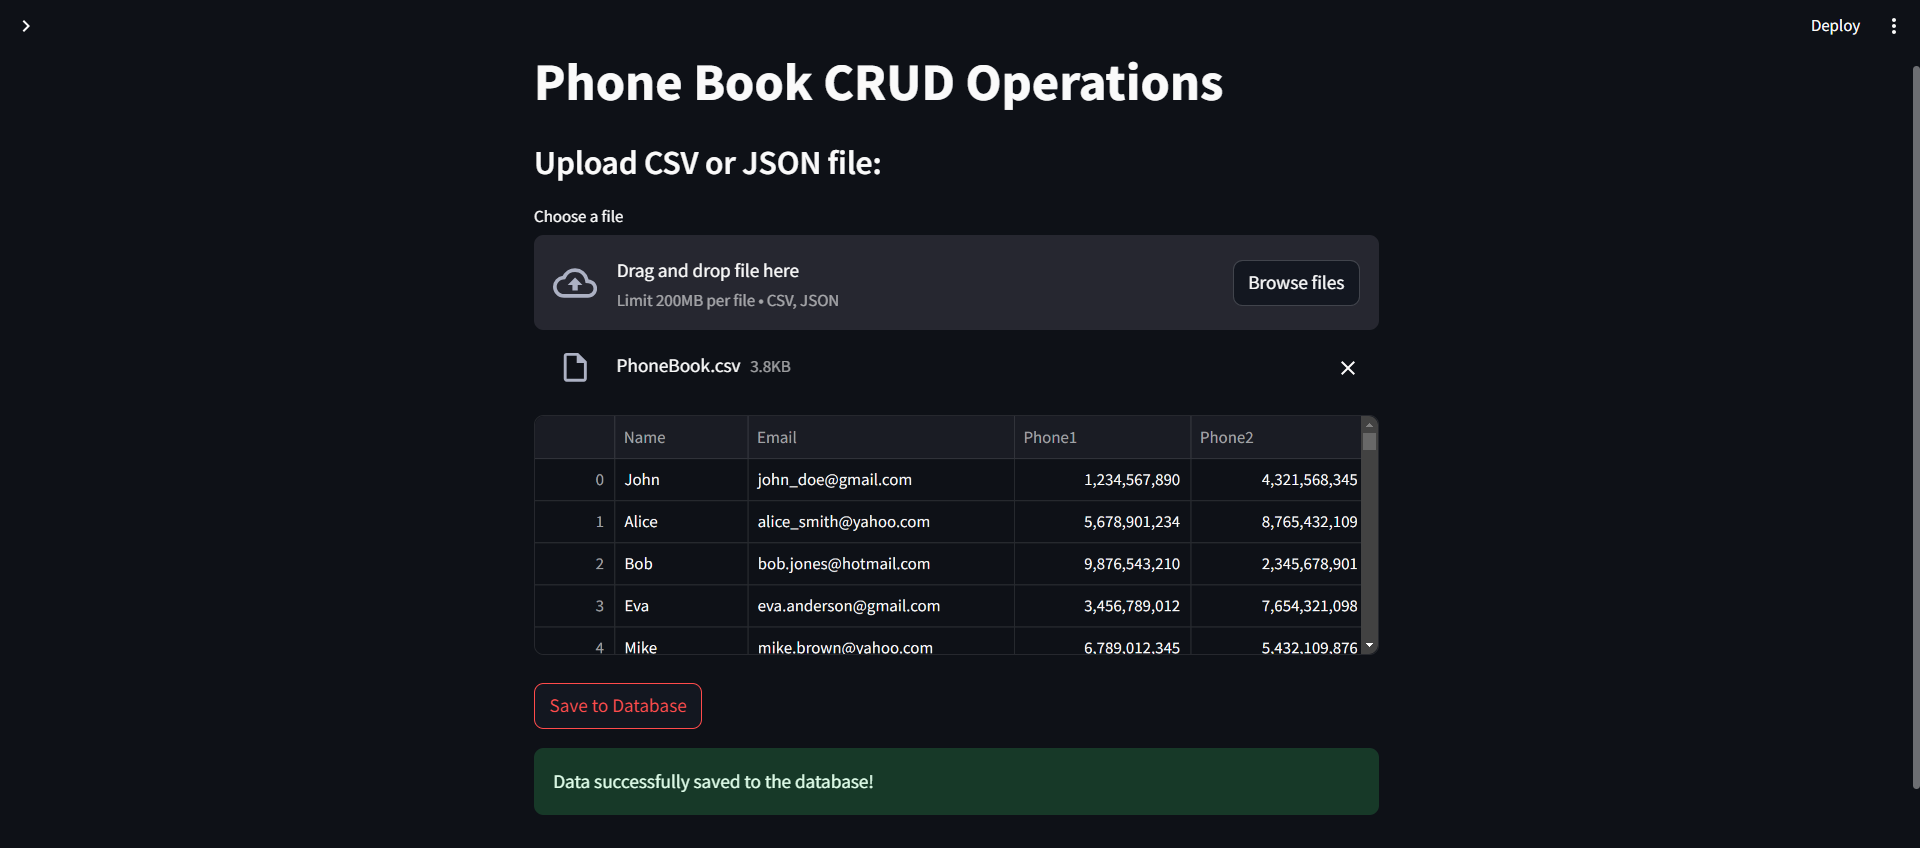 Deploy
Phone Book CRUD Operations
Upload CSV or JSON file:
Choose a file
Drag and drop file here
Limit 200MB per file • CSV, JSON
Browse files
PhoneBook.csv 3.8KB
Name Email Phone1 Phone2
0 John john_doe@gmail.com 1,234,567,890 4,321,568,345
1 Alice alice_smith@yahoo.com 5,678,901,234 8,765,432,109
2 Bob bob.jones@hotmail.com 9,876,543,210 2,345,678,901
3 Eva eva.anderson@gmail.com 3,456,789,012 7,654,321,098
4 Mike mike.brown@yahoo.com 6,789,012,345 5,432,109,876
Save to Database
Data successfully saved to the database!